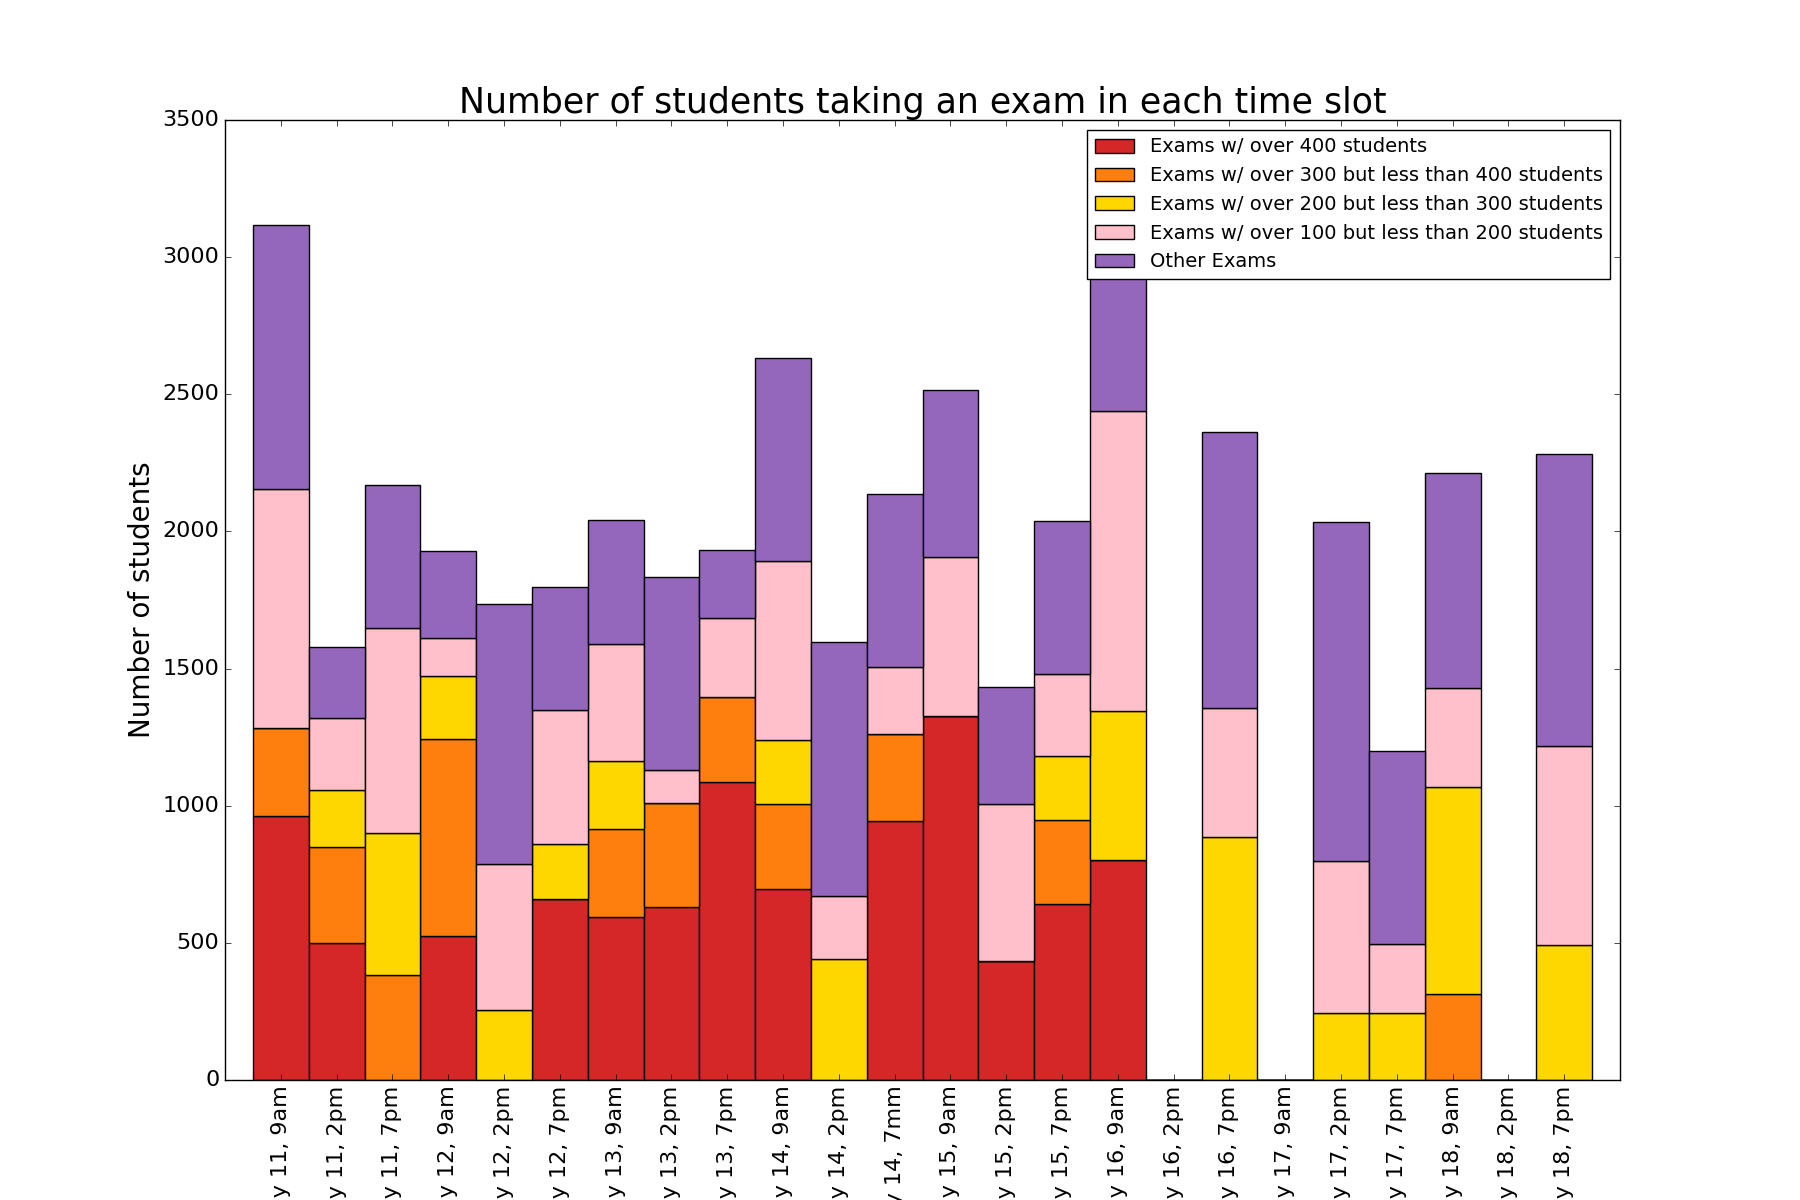 Number of students taking an exam in each time slot
Exams w/ over 400 students
Exams w/ over 300 but less than 400 students
Exams w/ over 200 but less than 300 students
Exams w/ over 100 but less than 200 students
Other Exams
Number of students
3500
3000
2500
2000
1500
1000
500
0
y 11, 9am
y 11, 2pm
y 11, 7pm
y 12, 9am
y 12, 2pm
y 12, 7pm
y 13, 9am
y 13, 2pm
y 13, 7pm
y 14, 9am
y 14, 2pm
y 14, 7mm
y 15, 9am
y 15, 2pm
y 15, 7pm
y 16, 9am
y 16, 2pm
y 16, 7pm
y 17, 9am
y 17, 2pm
y 17, 7pm
y 18, 9am
y 18, 2pm
y 18, 7pm